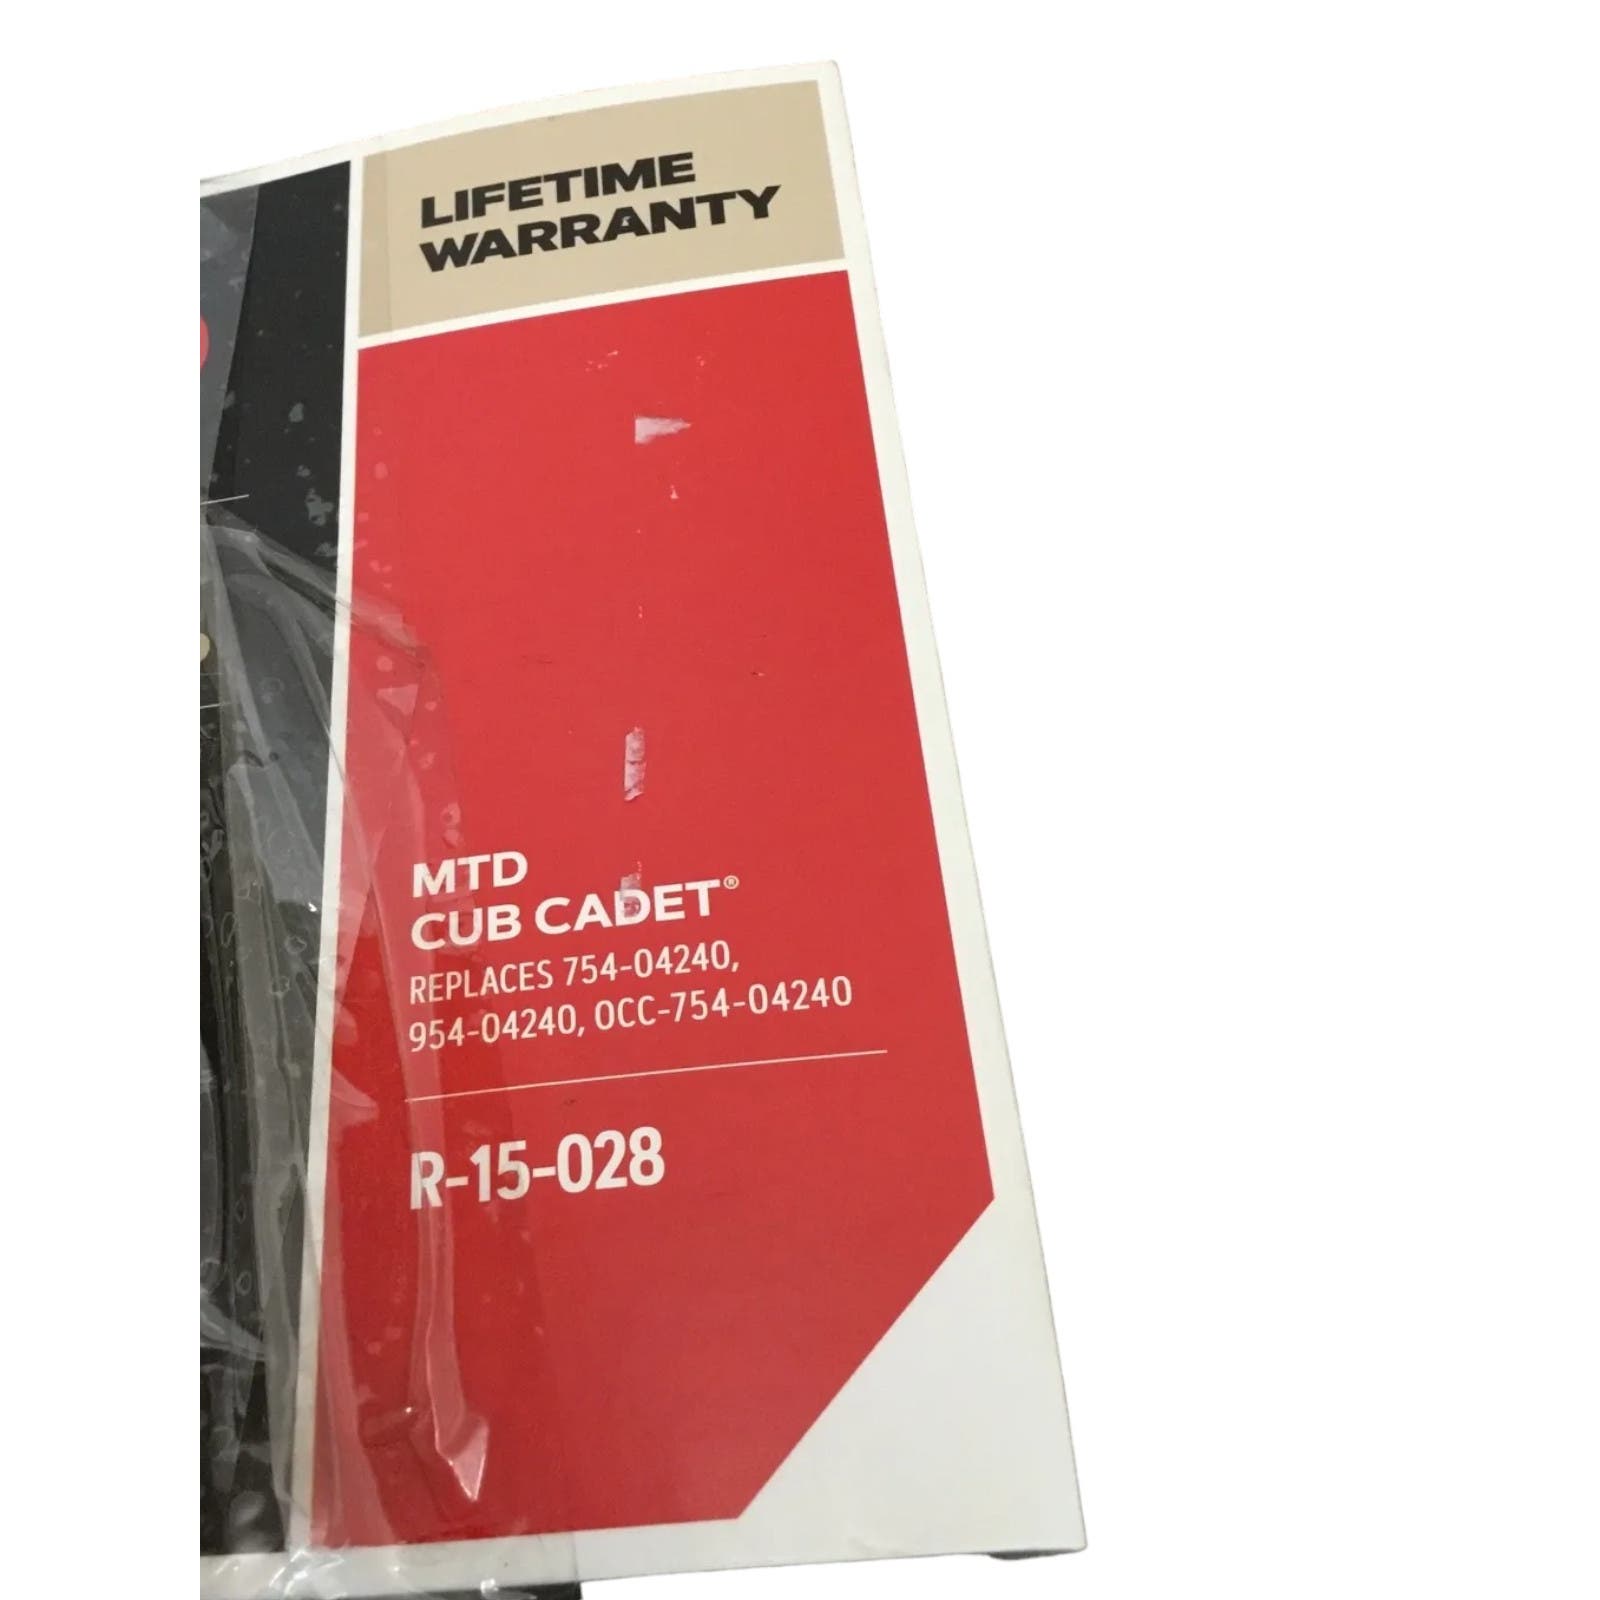 LIFETIME
WARRANTY
MTD
CUB CADET®
REPLACES 754-04240,
954-04240, OCC-754-04240
R-15-028